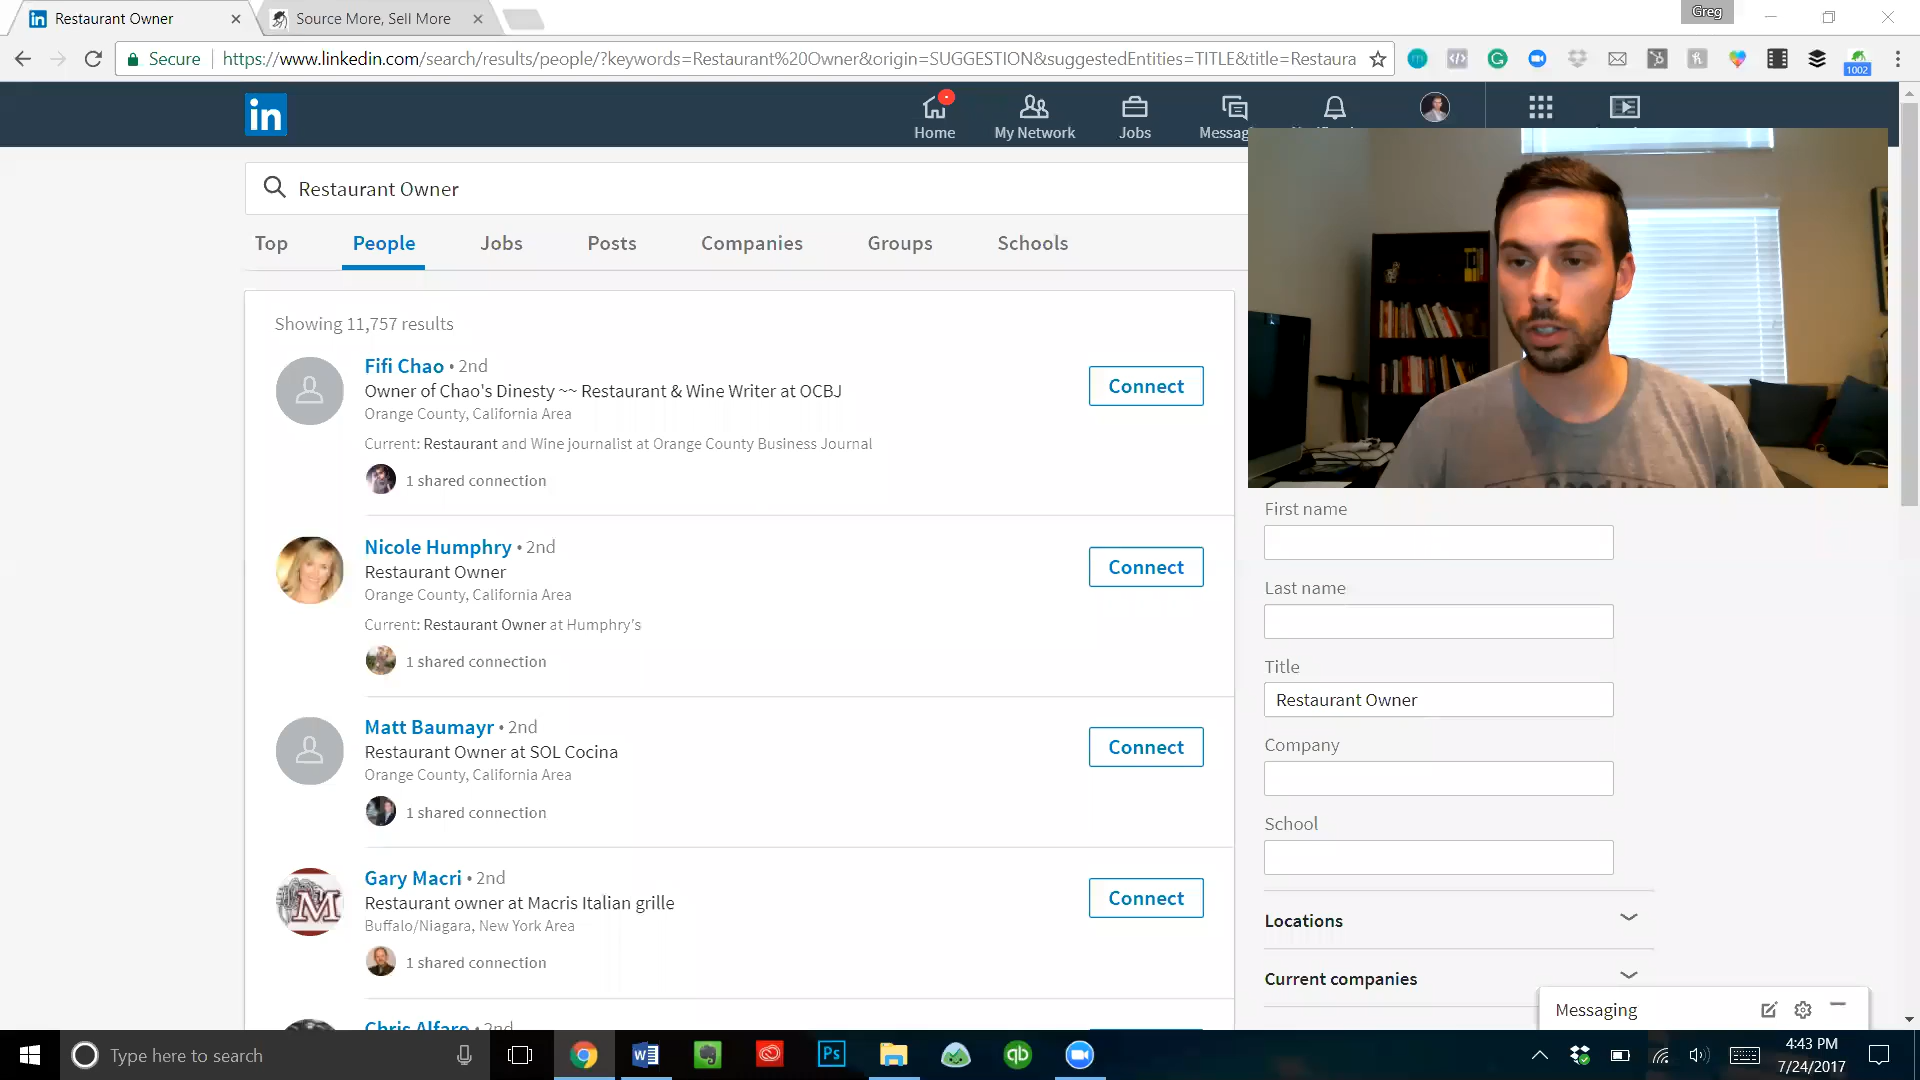 Restaurant Owner
Source More, Sell More
Greg
Secure
https://www.linkedin.com/search/results/people/?keywords=Restaurant%20Owner&origin=SUGGESTION&suggestedEntities=TITLE&title=Restaura
1002
in
Home
My Network
Jobs
Messag
Restaurant Owner
Top
People
Jobs
Posts
Companies
Groups
Schools
Showing 11,757 results
Fifi Chao • 2nd
Owner of Chao's Dinesty ~~ Restaurant & Wine Writer at OCBJ
Orange County, California Area
Current: Restaurant and Wine journalist at Orange County Business Journal
1 shared connection
Connect
Nicole Humphry • 2nd
Restaurant Owner
Orange County, California Area
Current: Restaurant Owner at Humphry's
1 shared connection
Connect
Matt Baumayr • 2nd
Restaurant Owner at SOL Cocina
Orange County, California Area
1 shared connection
Connect
M
Gary Macri • 2nd
Restaurant owner at Macris Italian grille
Buffalo/Niagara, New York Area
1 shared connection
Connect
Chris Alfaro • 2nd
First name
Last name
Title
Restaurant Owner
Company
School
Locations
Current companies
Messaging
Type here to search
W
Ps
qb
4:43 PM
7/24/2017